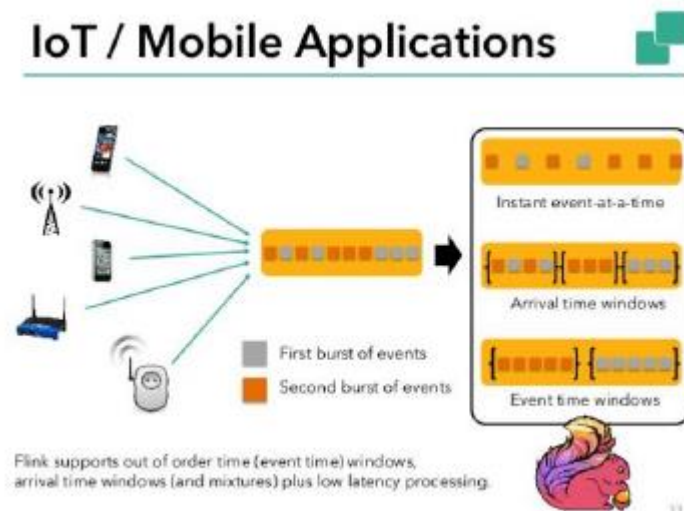 IoT / Mobile Applications
Instant event-at-a-time
Arrival time windows
First burst of events
Second burst of events
Event time windows
Flink supports out of order time (event time) windows,
arrival time windows (and mixtures) plus low latency processing.